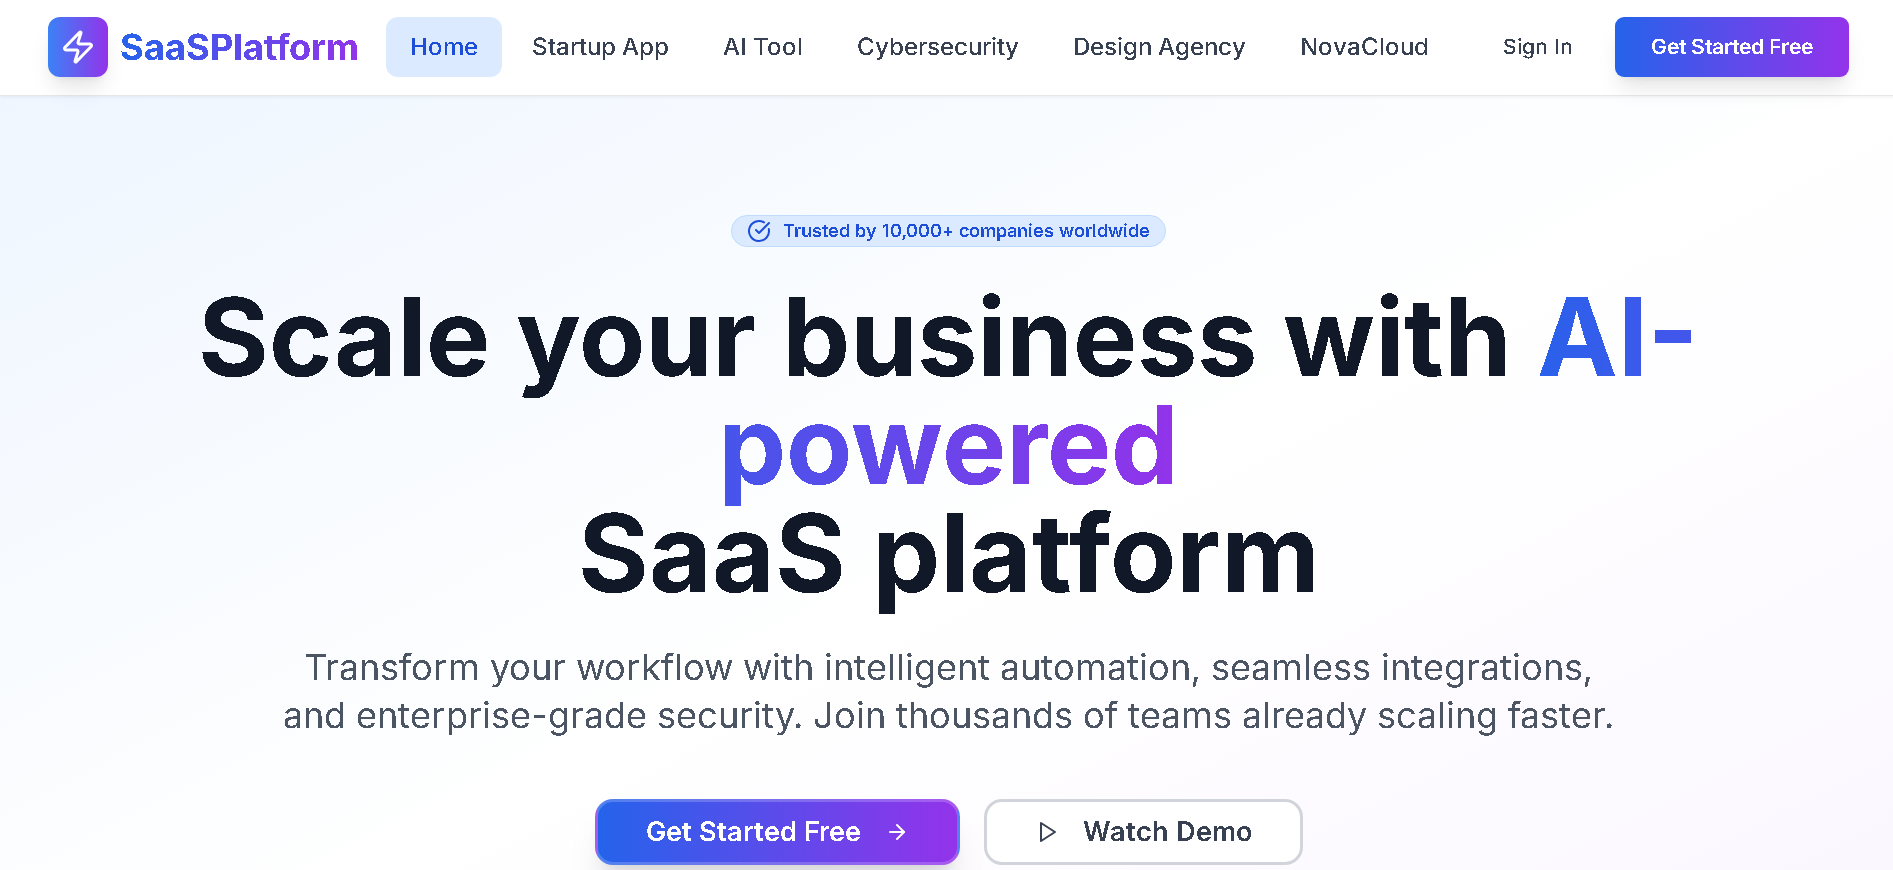 SaaSPlatform
Home
Startup App
AI Tool
Cybersecurity
Design Agency
NovaCloud
Sign In
Get Started Free
Trusted by 10,000+ companies worldwide
Scale your business with AI-
powered
SaaS platform
Transform your workflow with intelligent automation, seamless integrations,
and enterprise-grade security. Join thousands of teams already scaling faster.
Get Started Free
Watch Demo